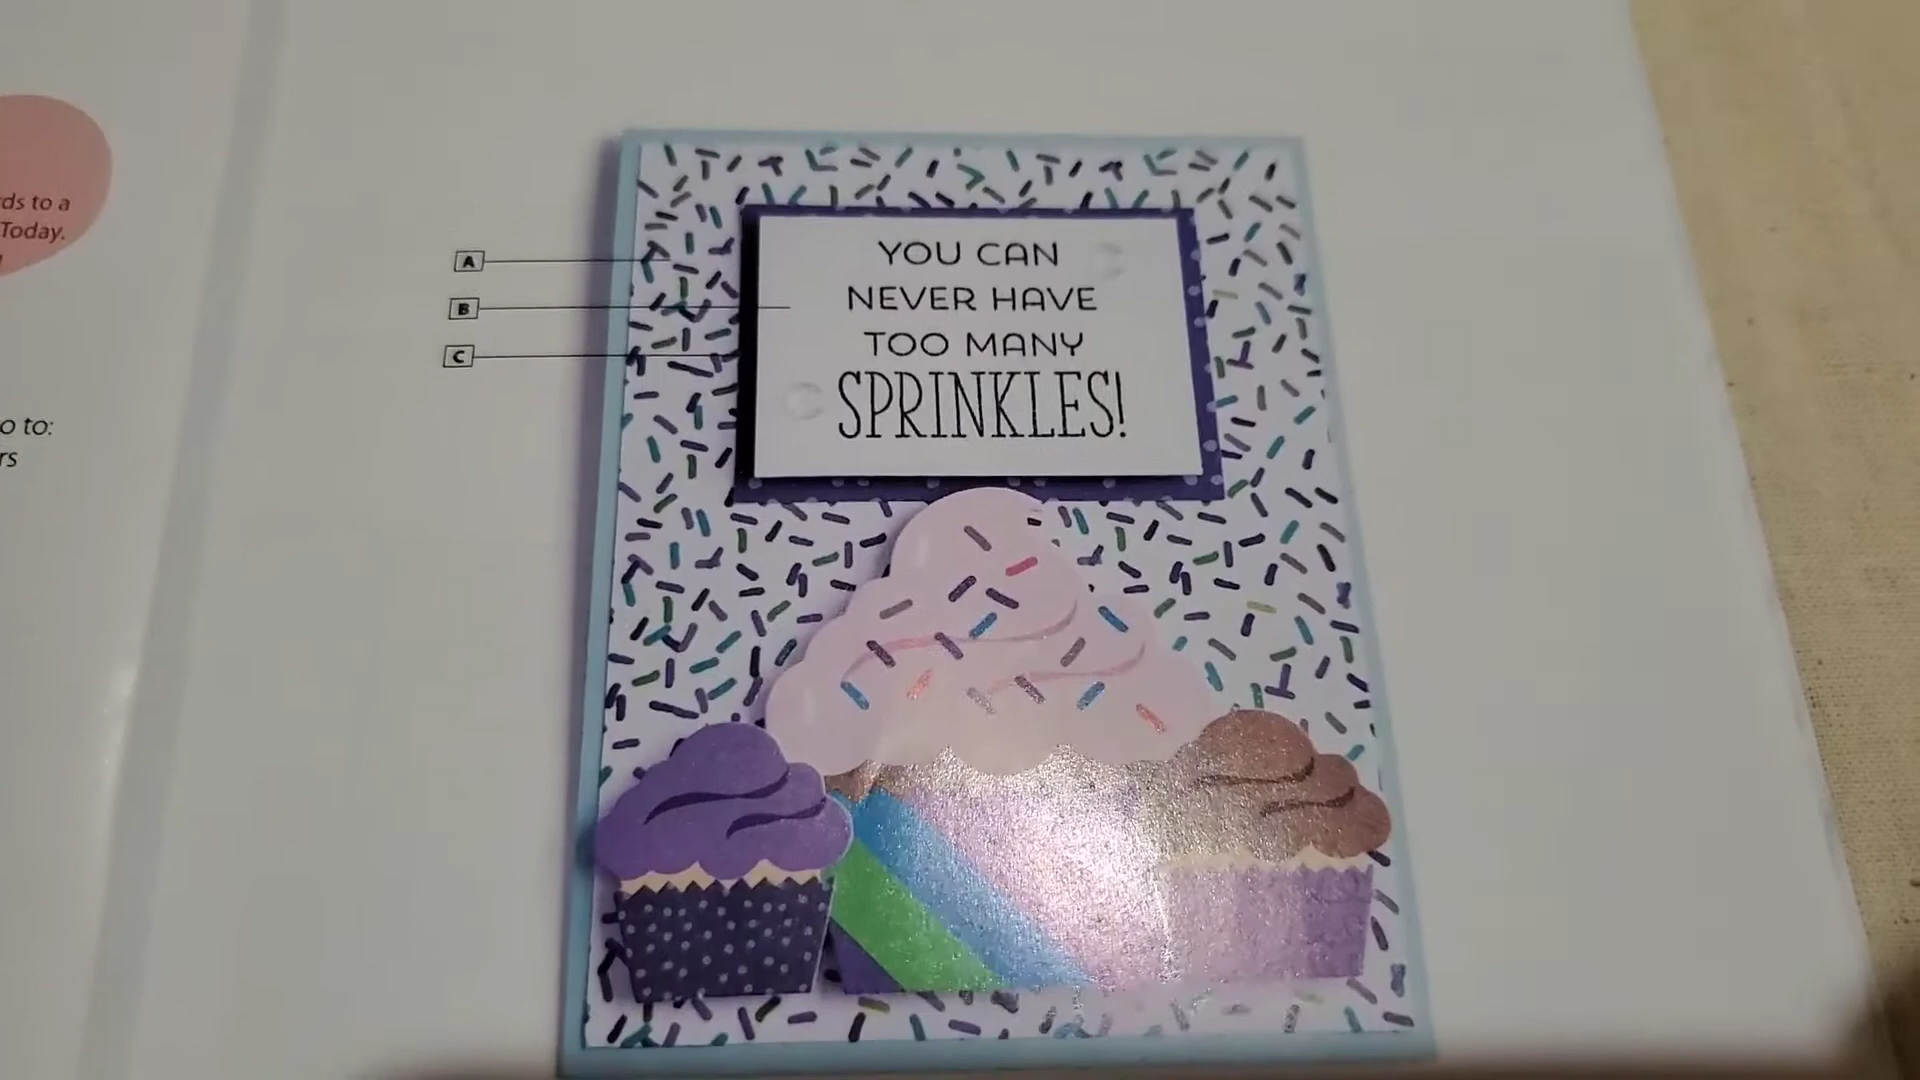 ds to a
Today.
o to:
rs
A
B
C
YOU CAN
NEVER HAVE
TOO MANY
SPRINKLES!